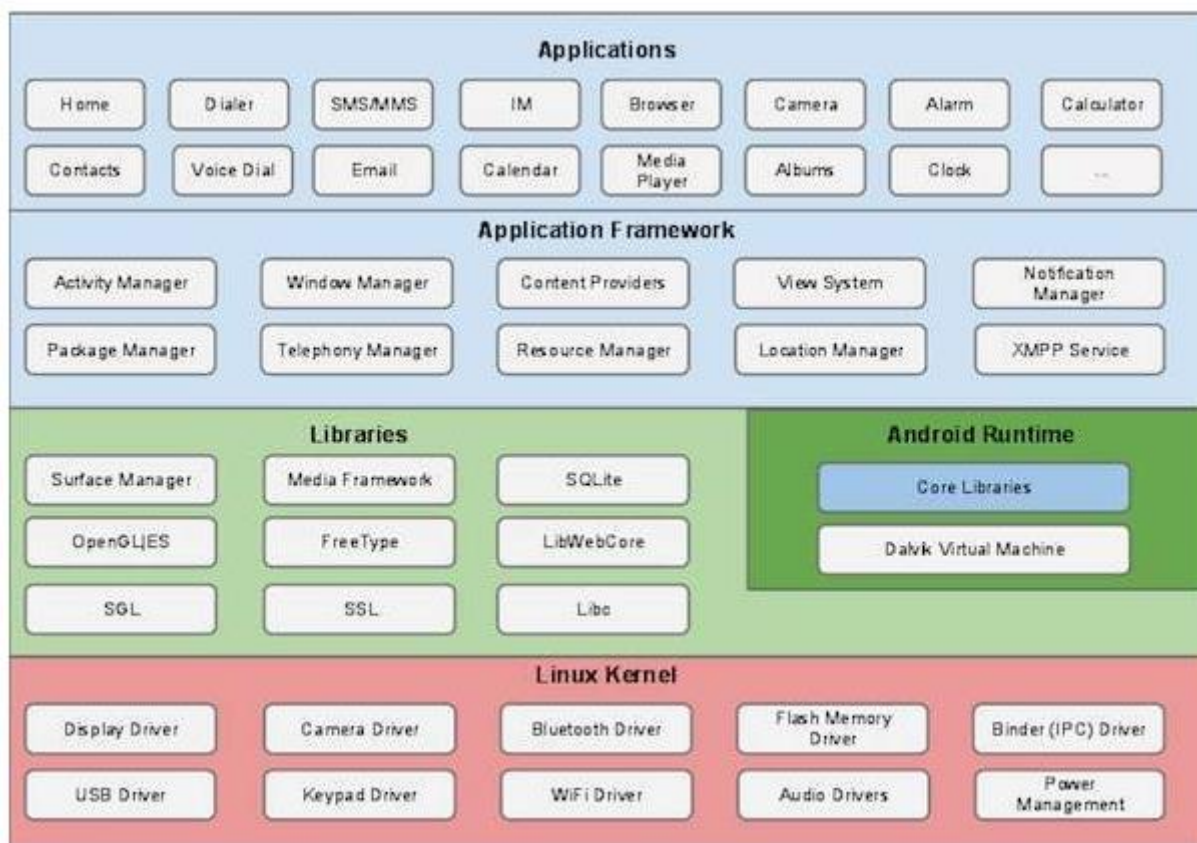 Applications
Home
Dialer
SMS/MMS
IM
Browser
Camera
Alarm
Calculator
Contacts
Voice Dial
Email
Calendar
Media
Player
Albums
Clock
...
Application Framework
Activity Manager
Window Manager
Content Providers
View System
Notification
Manager
Package Manager
Telephony Manager
Resource Manager
Location Manager
XMPP Service
Libraries
Surface Manager
Media Framework
SQLite
OpenGL|ES
FreeType
LibWebCore
SGL
SSL
Libc
Android Runtime
Core Libraries
Dalvik Virtual Machine
Linux Kernel
Display Driver
Camera Driver
Bluetooth Driver
Flash Memory
Driver
Binder (IPC) Driver
USB Driver
Keypad Driver
WiFi Driver
Audio Drivers
Power
Management